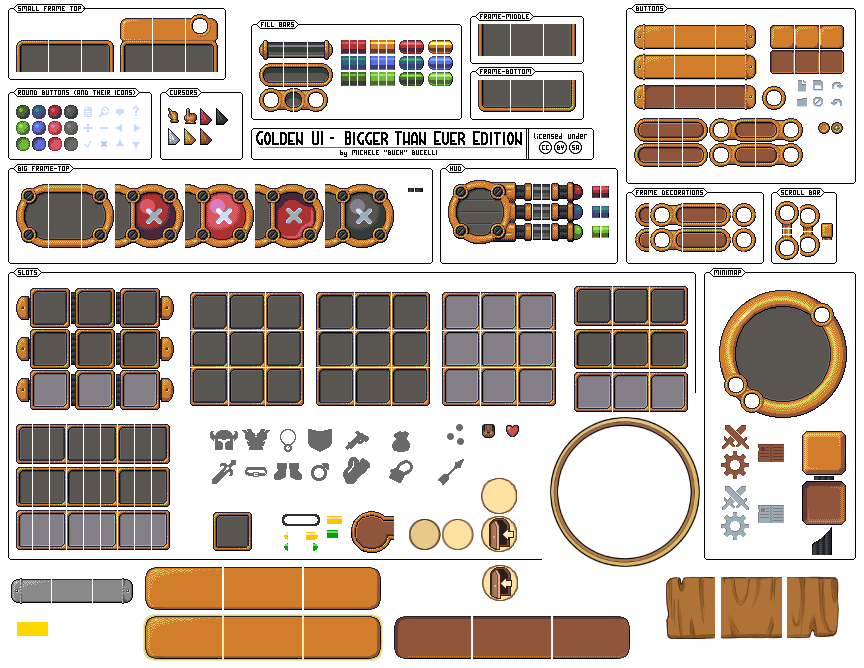 SMALL FRAME TOP
FILL BARS
FRAME-MIDDLE
BUTTONS
FRAME-BOTTOM
ROUND BUTTONS (AND THEIR ICONS)
CURSORS
GOLDEN UI - BIGGER THAN EVER EDITION
by MICHELE "BUCH" BUCELLI
licensed under
CC BY SA
BIG FRAME-TOP
HUD
FRAME DECORATIONS
SCROLL BAR
SLOTS
MINIMAP